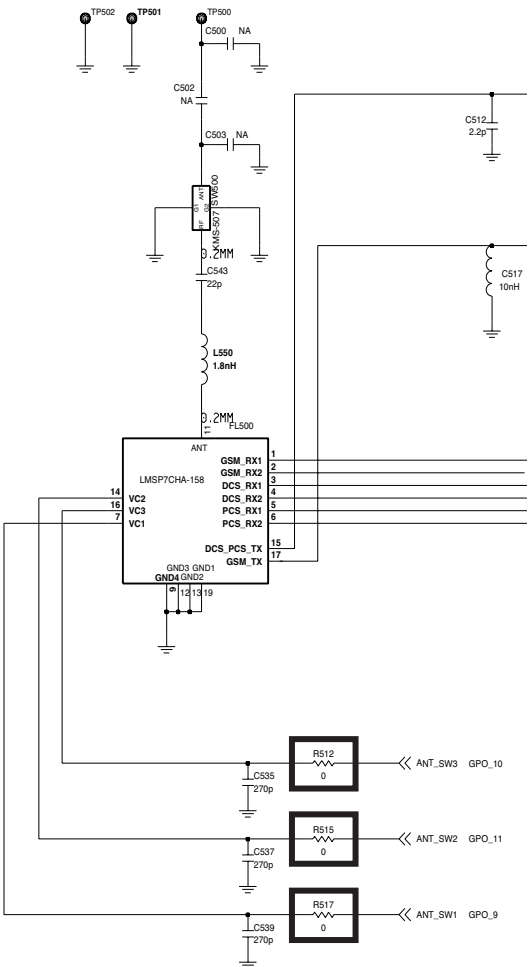 TP502
TP501
TP500
C500 NA
C502
NA
C503 NA
C512
2.2p
ANT
G1
G2
RF
KMS-507
SW500
0.2MM
C543
22p
C517
10nH
L550
1.8nH
0.2MM
11
FL500
ANT
LMSP7CHA-158
GSM_RX1 1
GSM_RX2 2
DCS_RX1 3
14 VC2 DCS_RX2 4
16 VC3 PCS_RX1 5
7 VC1 PCS_RX2 6
DCS_PCS_TX 15
GSM_TX 17
GND3 GND1
GND4 GND2
9 12 13 19
R512
0
ANT_SW3 GPO_10
C535
270p
R515
0
ANT_SW2 GPO_11
C537
270p
R517
0
ANT_SW1 GPO_9
C539
270p